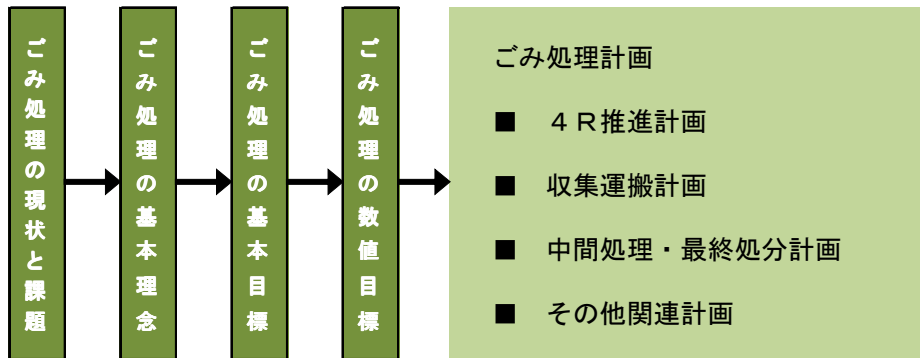 ごみ処理の現状と課題
ごみ処理の基本理念
ごみ処理の基本目標
ごみ処理の数値目標
ごみ処理計画
■ ４Ｒ推進計画
■ 収集運搬計画
■ 中間処理・最終処分計画
■ その他関連計画